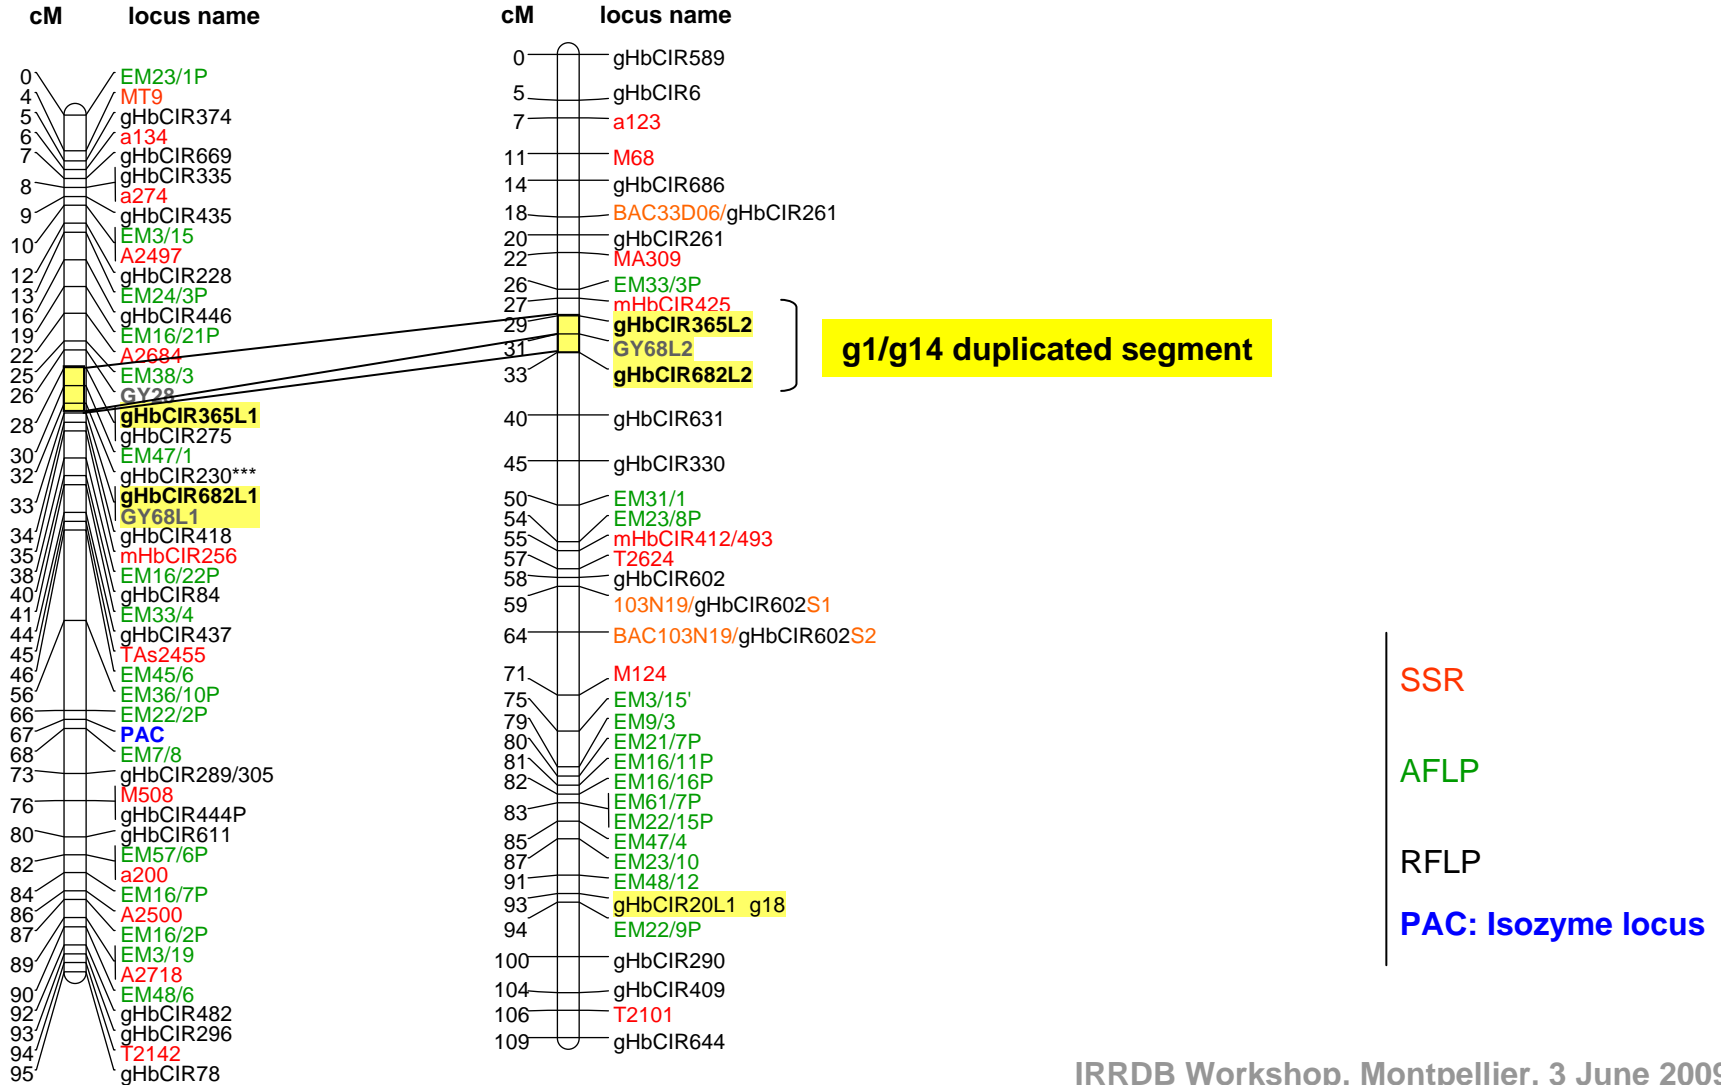 cM locus name
0 EM23/1P
4 MT9
5 gHbCIR374
6 a134
7 gHbCIR669
8 gHbCIR335
a274
9 gHbCIR435
10 EM3/15
A2497
12 gHbCIR228
13 EM24/3P
16 gHbCIR446
19 EM16/21P
22 A2684
25 EM38/3
26 GY28
28 gHbCIR365L1
gHbCIR275
30 EM47/1
32 gHbCIR230***
33 gHbCIR682L1
GY68L1
34 gHbCIR418
35 mHbCIR256
38 EM16/22P
40 gHbCIR84
41 EM33/4
44 gHbCIR437
45 TAs2455
46 EM45/6
56 EM36/10P
66 EM22/2P
67 PAC
68 EM7/8
73 gHbCIR289/305
76 M508
gHbCIR444P
80 gHbCIR611
82 EM57/6P
a200
84 EM16/7P
86 A2500
87 EM16/2P
89 EM3/19
A2718
90 EM48/6
92 gHbCIR482
93 gHbCIR296
94 T2142
95 gHbCIR78
cM locus name
0 gHbCIR589
5 gHbCIR6
7 a123
11 M68
14 gHbCIR686
18 BAC33D06/gHbCIR261
20 gHbCIR261
22 MA309
26 EM33/3P
27 mHbCIR425
29 gHbCIR365L2
31 GY68L2
33 gHbCIR682L2
40 gHbCIR631
45 gHbCIR330
50 EM31/1
54 EM23/8P
55 mHbCIR412/493
57 T2624
58 gHbCIR602
59 103N19/gHbCIR602S1
64 BAC103N19/gHbCIR602S2
71 M124
75 EM3/15'
79 EM9/3
80 EM21/7P
81 EM16/11P
82 EM16/16P
83 EM61/7P
EM22/15P
85 EM47/4
87 EM23/10
91 EM48/12
93 gHbCIR20L1 g18
94 EM22/9P
100 gHbCIR290
104 gHbCIR409
106 T2101
109 gHbCIR644
g1/g14 duplicated segment
SSR
AFLP
RFLP
PAC: Isozyme locus
IRRDB Workshop, Montpellier, 3 June 2009